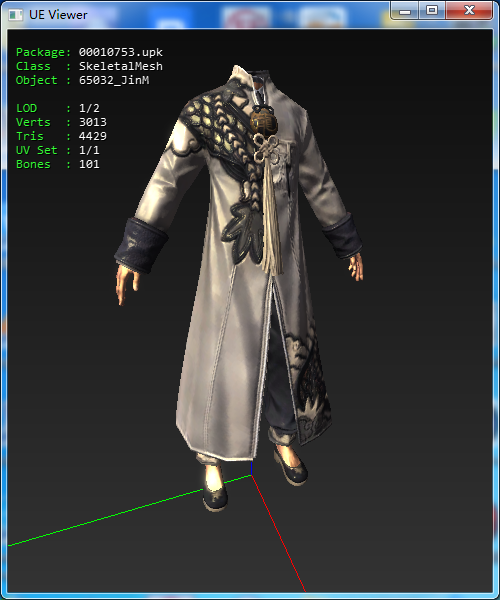 UE Viewer
Package: 00010753.upk
Class  : SkeletalMesh
Object : 65032_JinM
LOD    : 1/2
Verts  : 3013
Tris   : 4429
UV Set : 1/1
Bones  : 101